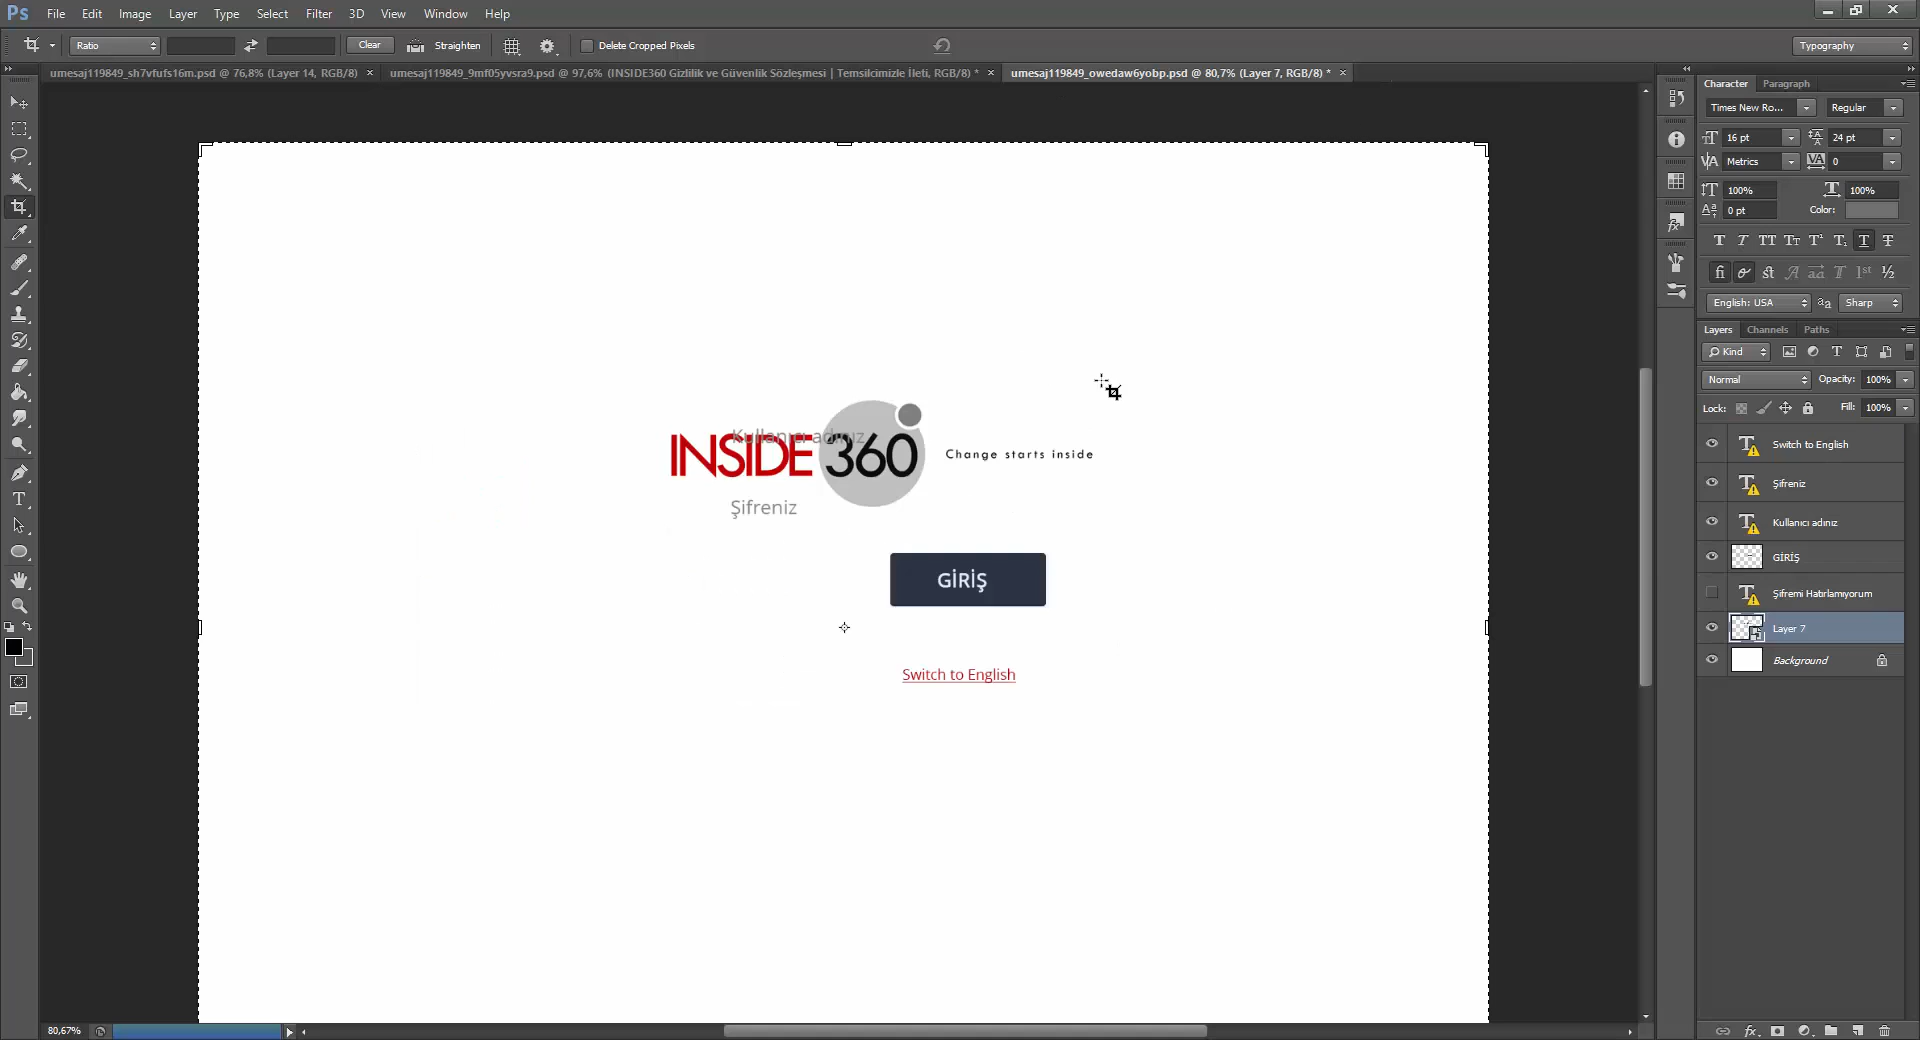 Ps File Edit Image Layer Type Select Filter 3D View Window Help
Ratio Clear Straighten Delete Cropped Pixels Typography
umesaj119849_sh7vfufs16m.psd @ 76,8% (Layer 14, RGB/8) × umesaj119849_9mf05yvsra9.psd @ 97,6% (INSIDE360 Gizlilik ve Güvenlik Sözleşmesi | Temsilcimizle İleti, RGB/8) * × umesaj119849_owedaw6yobp.psd @ 80,7% (Layer 7, RGB/8) * ×
Character Paragraph
Times New Ro... Regular
16 pt 24 pt
Metrics 0
100% 100%
0 pt Color:
English: USA aa Sharp
Layers Channels Paths
Kind
Normal Opacity: 100%
Lock: Fill: 100%
Switch to English
Şifreniz
Kullanıcı adınız
GİRİŞ
Şifremi Hatırlamıyorum
Layer 7
Background
Kullanıcı adınız
INSIDE 360 Change starts inside
Şifreniz
GİRİŞ
Switch to English
80,67%